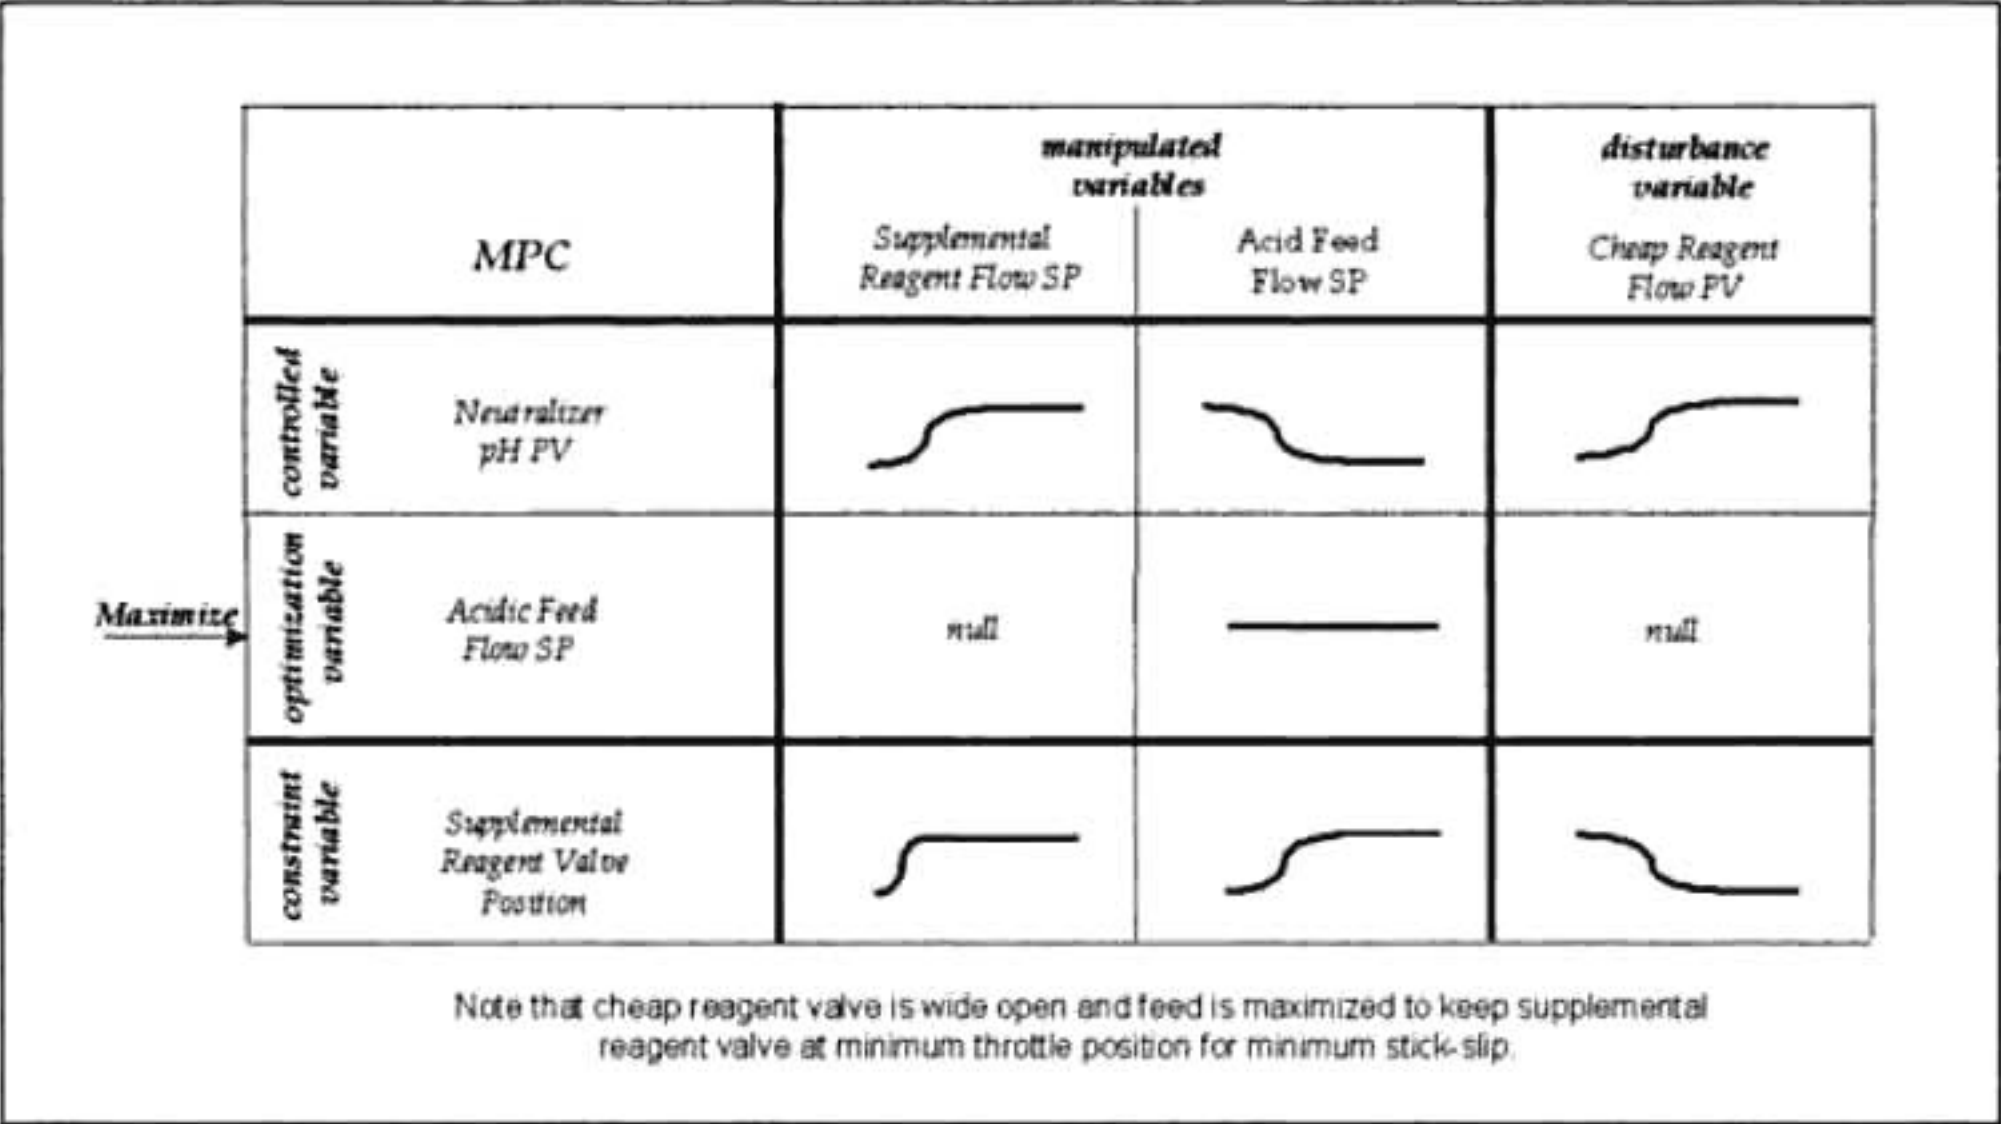 manipulated
variables
disturbance
variable
MPC
Supplemental
Reagent Flow SP
Acid Feed
Flow SP
Cheap Reagent
Flow PV
controlled
variable
Neutralizer
pH PV
Maximize
optimization
variable
Acidic Feed
Flow SP
null
null
constraint
variable
Supplemental
Reagent Valve
Position
Note that cheap reagent valve is wide open and feed is maximized to keep supplemental
reagent valve at minimum throttle position for minimum stick-slip.